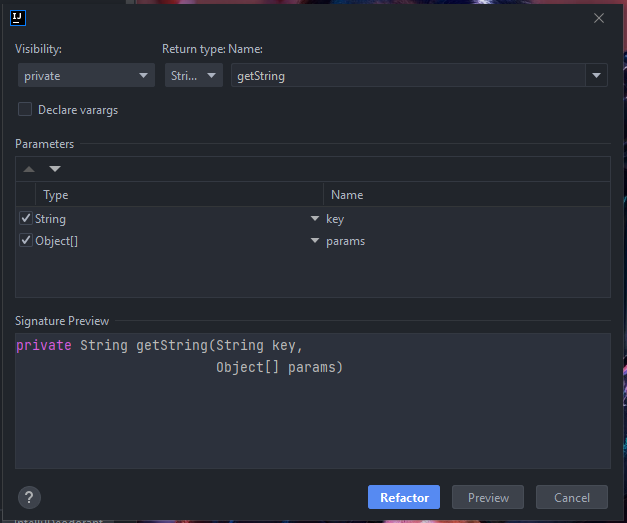 IJ
Visibility:
Return type: Name:
private
Stri...
getString
Declare varargs
Parameters
Type
Name
String
key
Object[]
params
Signature Preview
private String getString(String key,
Object[] params)
?
Refactor
Preview
Cancel